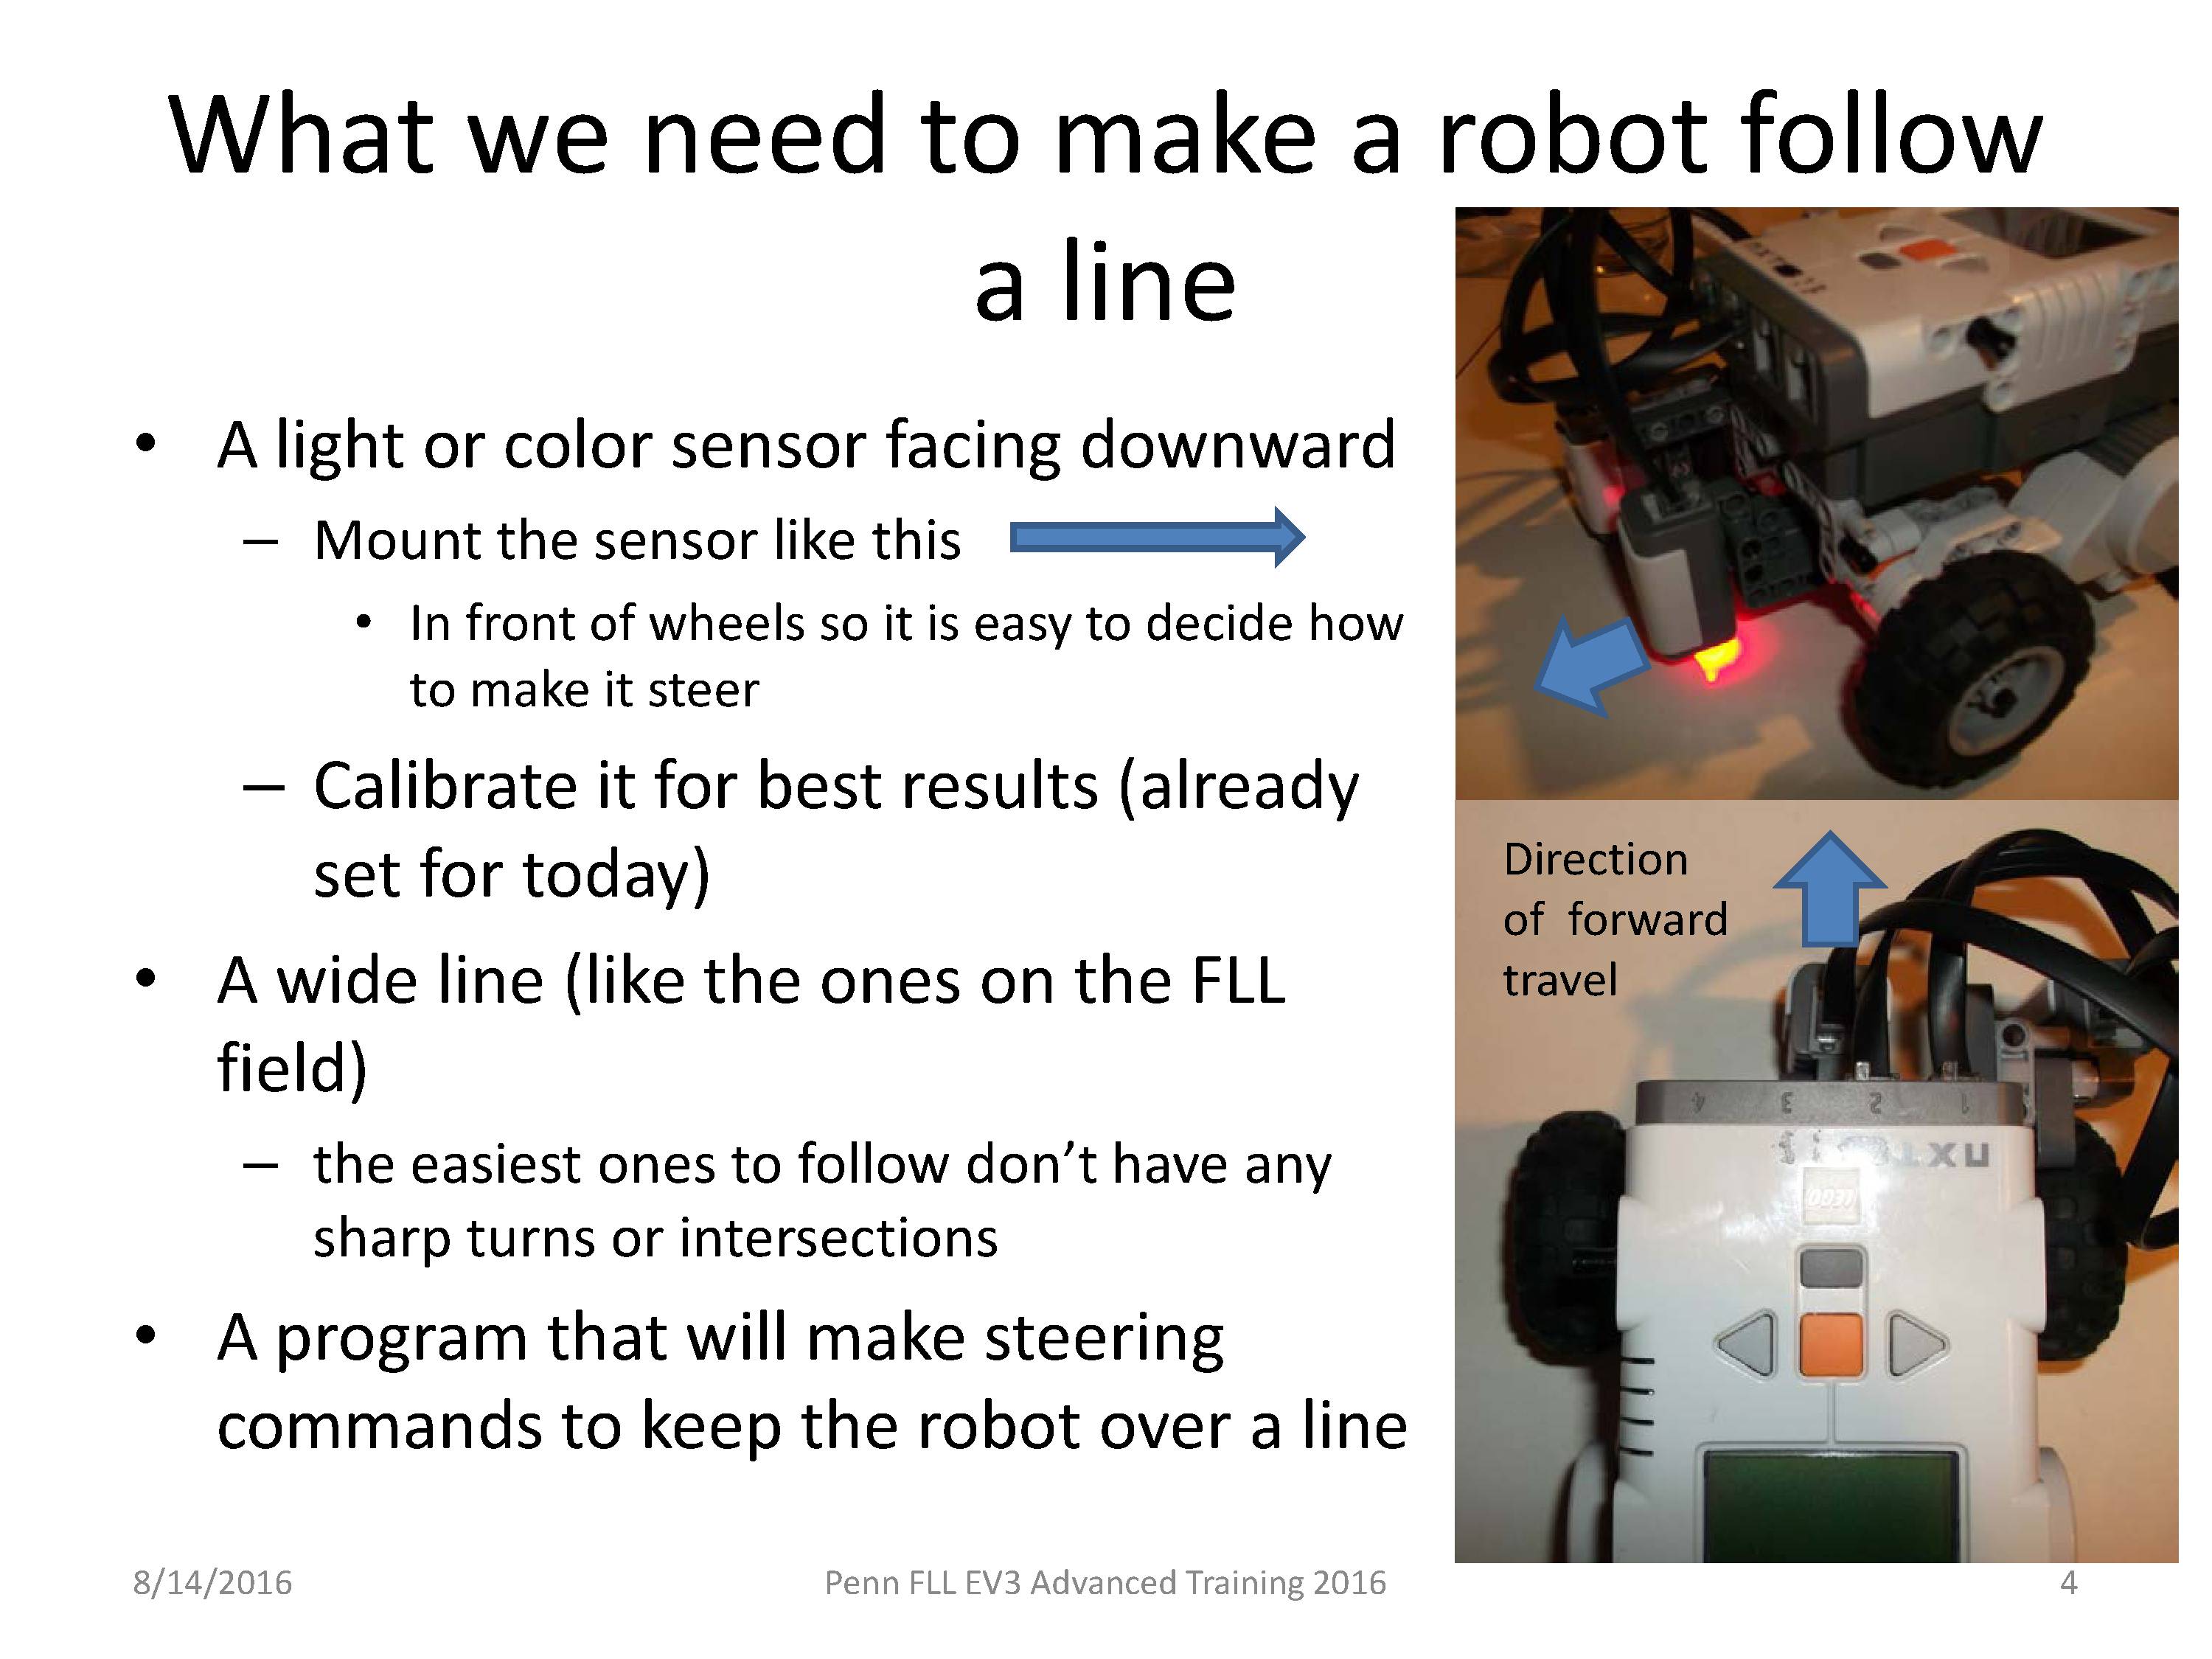 What we need to make a robot follow
a line
• A light or color sensor facing downward
– Mount the sensor like this
• In front of wheels so it is easy to decide how
to make it steer
– Calibrate it for best results (already
set for today)
• A wide line (like the ones on the FLL
field)
– the easiest ones to follow don’t have any
sharp turns or intersections
• A program that will make steering
commands to keep the robot over a line
Direction
of forward
travel
4 3 2 1
NXT
LEGO
8/14/2016
Penn FLL EV3 Advanced Training 2016
4